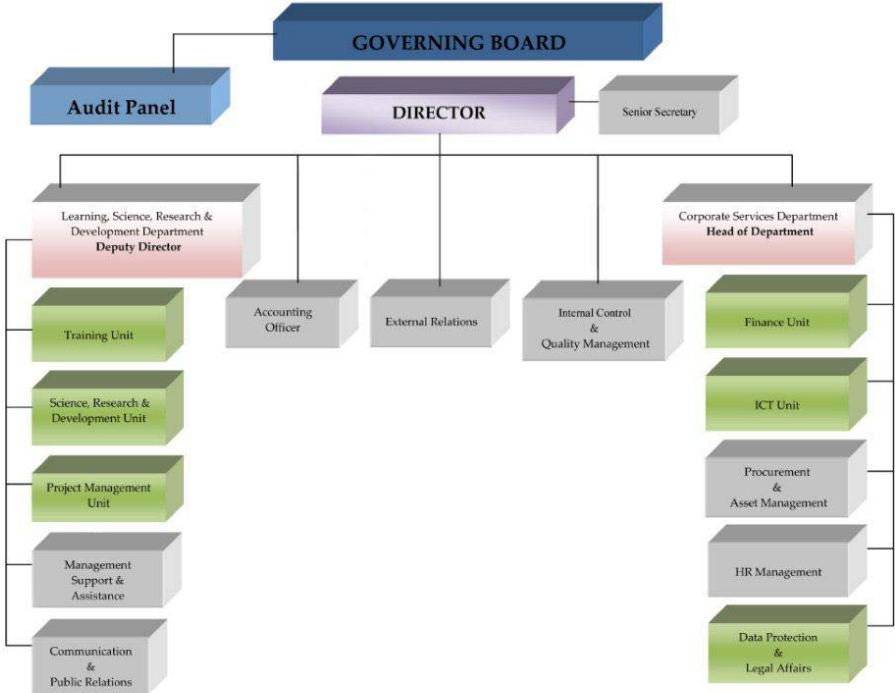 GOVERNING BOARD
Audit Panel
DIRECTOR
Senior Secretary
Learning, Science, Research &
Development Department
Deputy Director
Corporate Services Department
Head of Department
Accounting
Officer
External Relations
Internal Control
&
Quality Management
Training Unit
Science, Research &
Development Unit
Project Management
Unit
Management
Support &
Assistance
Communication
&
Public Relations
Finance Unit
ICT Unit
Procurement
&
Asset Management
HR Management
Data Protection
&
Legal Affairs